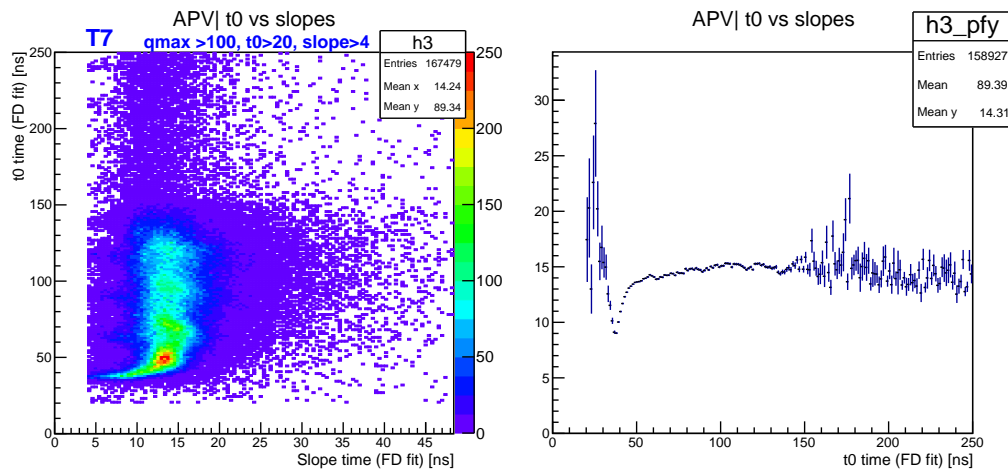 APV| t0 vs slopes
T7
qmax >100, t0>20, slope>4
h3
Entries 167479
Mean x 14.24
Mean y 89.34
t0 time (FD fit) [ns]
250
200
150
100
50
0
0 5 10 15 20 25 30 35 40 45
Slope time (FD fit) [ns]
250
200
150
100
50
0
APV| t0 vs slopes
h3_pfy
Entries 158927
Mean 89.39
Mean y 14.31
30
25
20
15
10
5
0
0 50 100 150 200 250
t0 time (FD fit) [ns]